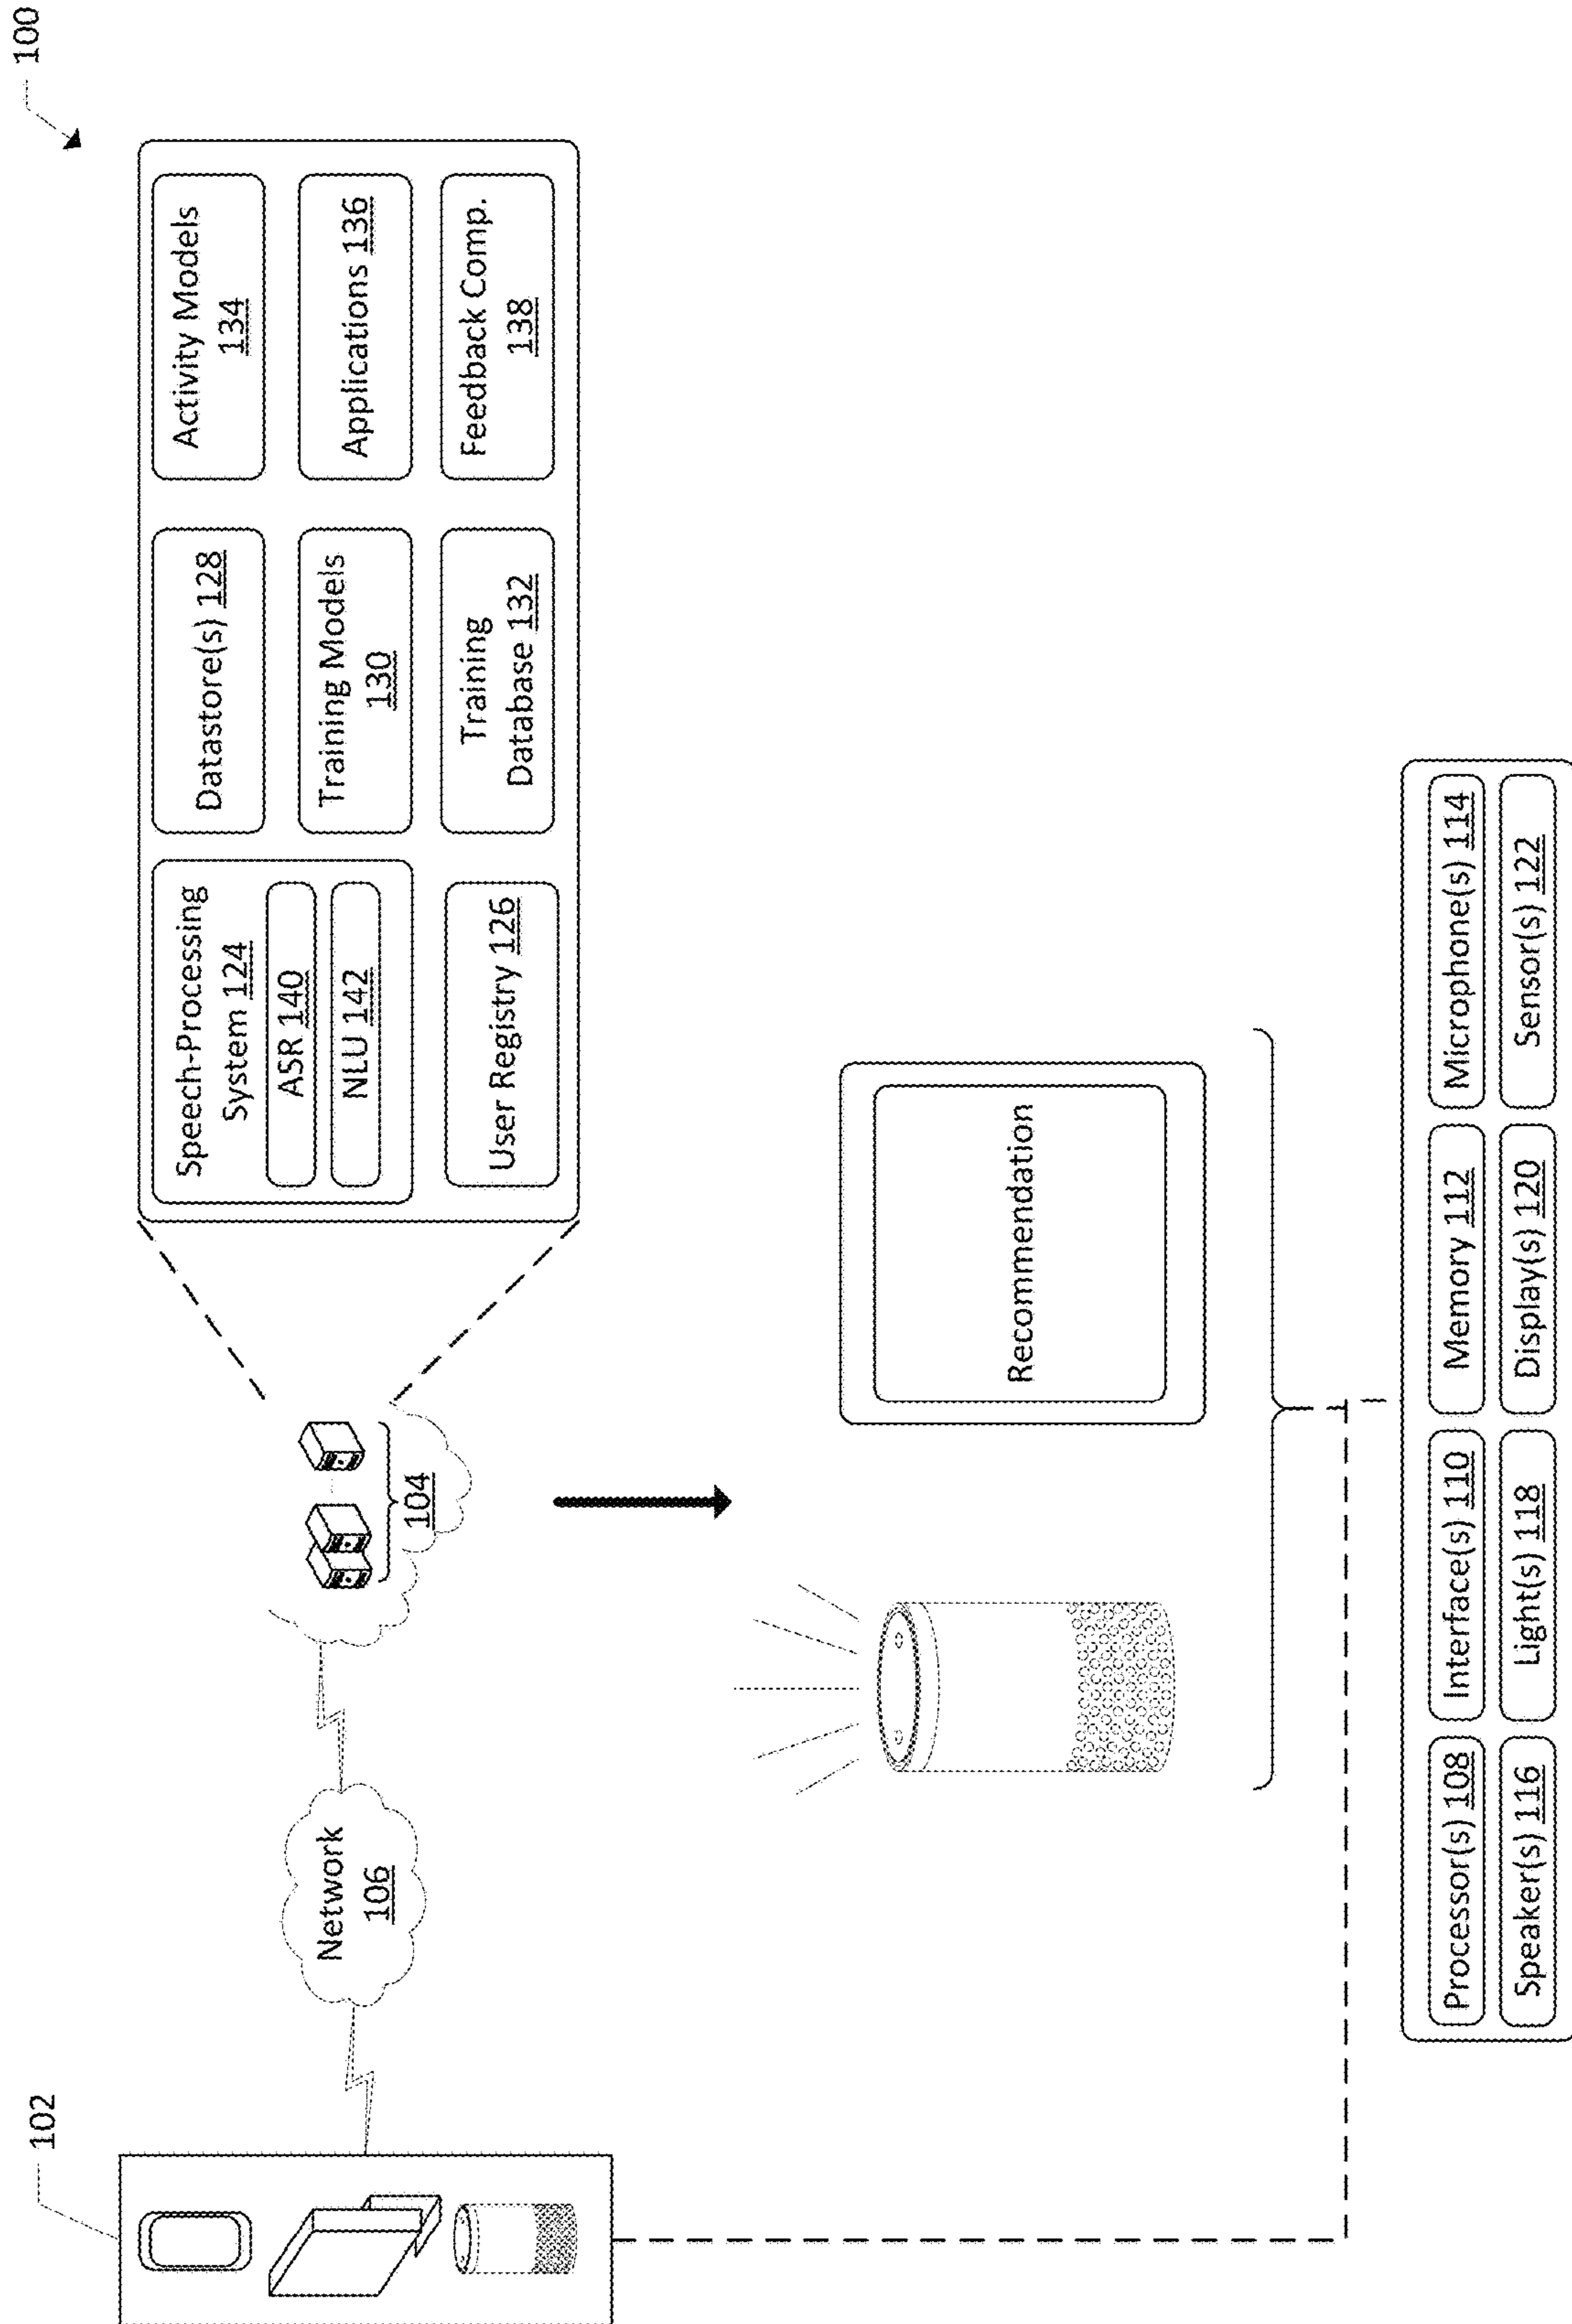 100
102
Network
106
104
Speech-Processing
System 124
ASR 140
NLU 142
User Registry 126
Datastore(s) 128
Training Models
130
Training
Database 132
Activity Models
134
Applications 136
Feedback Comp.
138
Recommendation
Processor(s) 108
Interface(s) 110
Memory 112
Microphone(s) 114
Speaker(s) 116
Light(s) 118
Display(s) 120
Sensor(s) 122